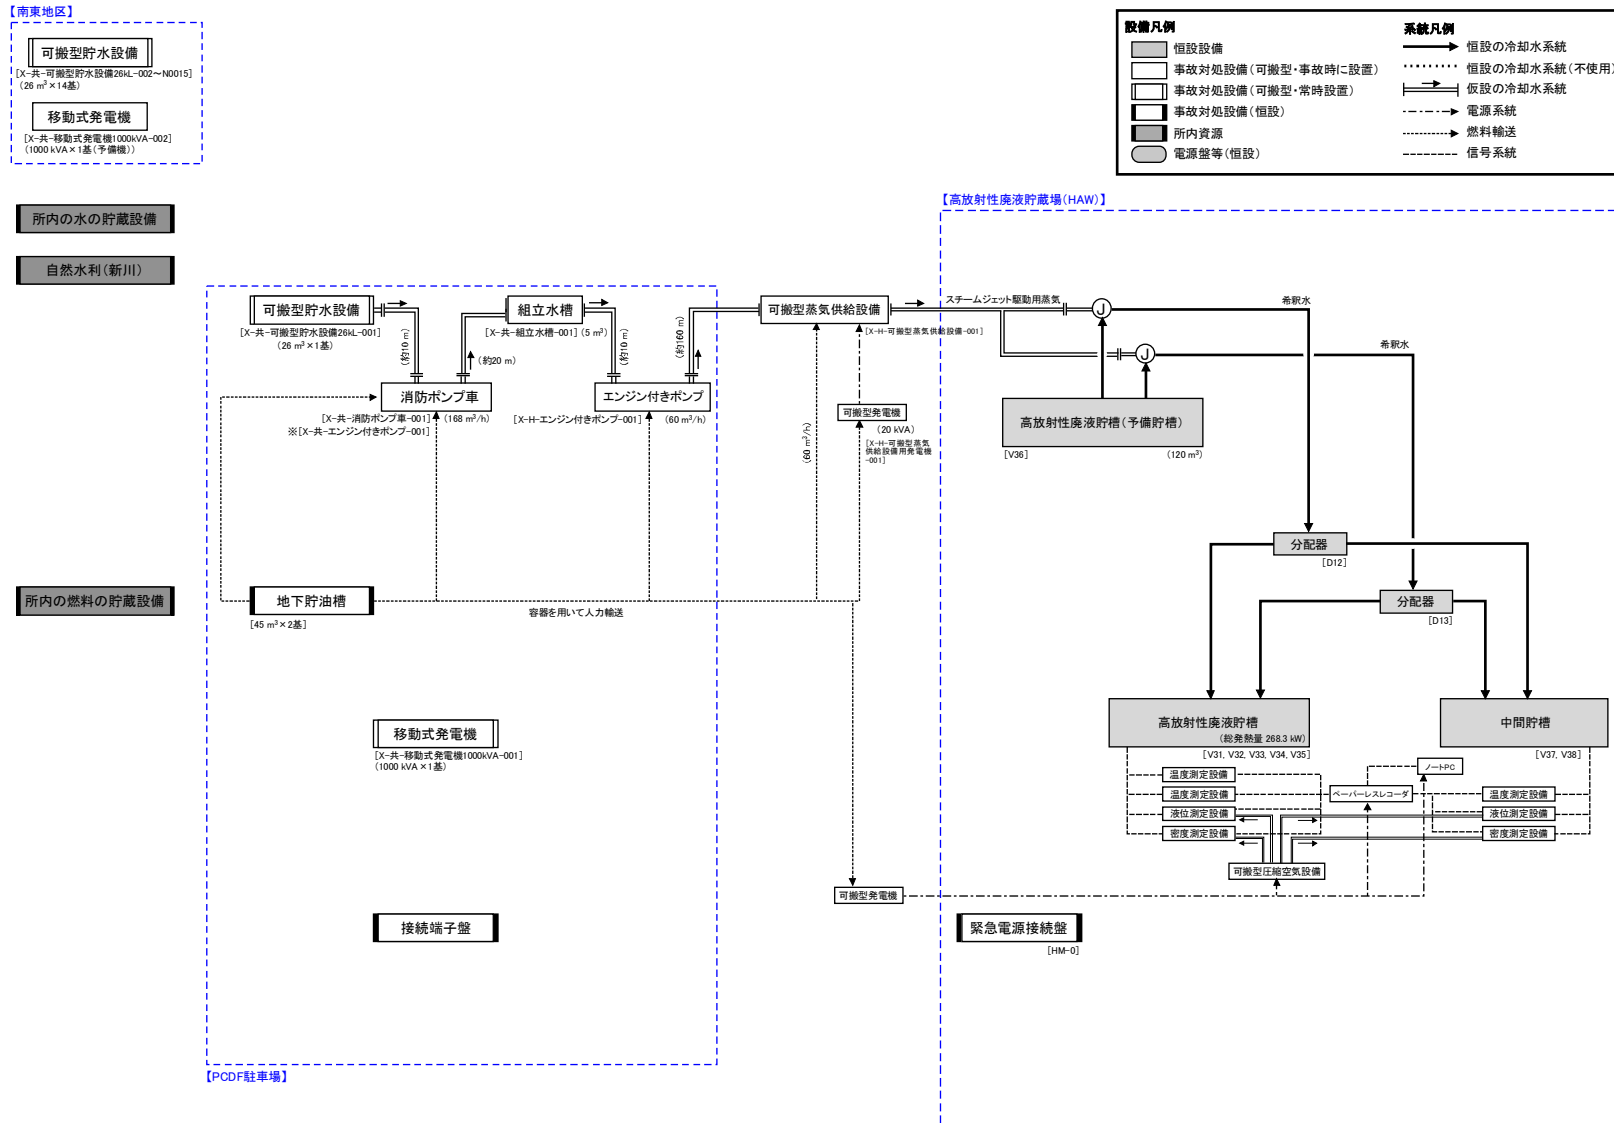 【南東地区】
可搬型貯水設備
[X-共-可搬型貯水設備26kL-002～N0015]
(26 m³×14基)
移動式発電機
[X-共-移動式発電機1000kVA-002]
(1000 kVA×1基(予備機))
設備凡例
恒設設備
事故対処設備(可搬型・事故時に設置)
事故対処設備(可搬型・常時設置)
事故対処設備(恒設)
所内資源
電源盤等(恒設)
系統凡例
恒設の冷却水系統
恒設の冷却水系統(不使用)
仮設の冷却水系統
電源系統
燃料輸送
信号系統
所内の水の貯蔵設備
自然水利(新川)
所内の燃料の貯蔵設備
可搬型貯水設備
[X-共-可搬型貯水設備26kL-001]
(26 m³×1基)
(約10 m)
組立水槽
[X-共-組立水槽-001] (5 m³)
(約20 m)
(約10 m)
(約160 m)
消防ポンプ車
[X-共-消防ポンプ車-001] (168 m³/h)
※[X-共-エンジン付きポンプ-001]
エンジン付きポンプ
[X-H-エンジン付きポンプ-001]
(60 m³/h)
地下貯油槽
[45 m³×2基]
容器を用いて人力輸送
移動式発電機
[X-共-移動式発電機1000kVA-001]
(1000 kVA×1基)
接続端子盤
【PCDF駐車場】
可搬型蒸気供給設備
[X-H-可搬型蒸気供給設備-001]
(60 m³/h)
可搬型発電機
(20 kVA)
[X-H-可搬型蒸気
供給設備用発電機
-001]
可搬型発電機
【高放射性廃液貯蔵場(HAW)】
スチームジェット駆動用蒸気
J
希釈水
J
希釈水
高放射性廃液貯槽(予備貯槽)
[V36]
(120 m³)
分配器
[D12]
分配器
[D13]
高放射性廃液貯槽
(総発熱量 268.3 kW)
[V31, V32, V33, V34, V35]
中間貯槽
[V37, V38]
温度測定設備
温度測定設備
液位測定設備
密度測定設備
ノートPC
ペーパーレスレコーダ
温度測定設備
液位測定設備
密度測定設備
可搬型圧縮空気設備
緊急電源接続盤
[HM-0]